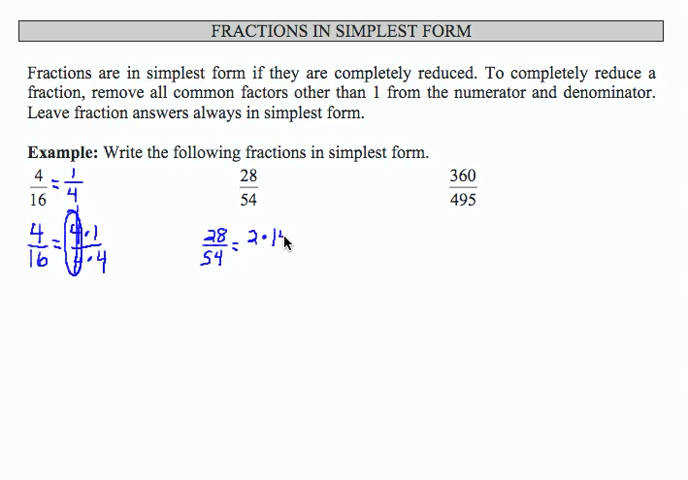 FRACTIONS IN SIMPLEST FORM
Fractions are in simplest form if they are completely reduced. To completely reduce a
fraction, remove all common factors other than 1 from the numerator and denominator.
Leave fraction answers always in simplest form.
Example: Write the following fractions in simplest form.
4/16 = 1/4
28/54
360/495
4/16 = 4·1/4·4
28/54 = 2·14